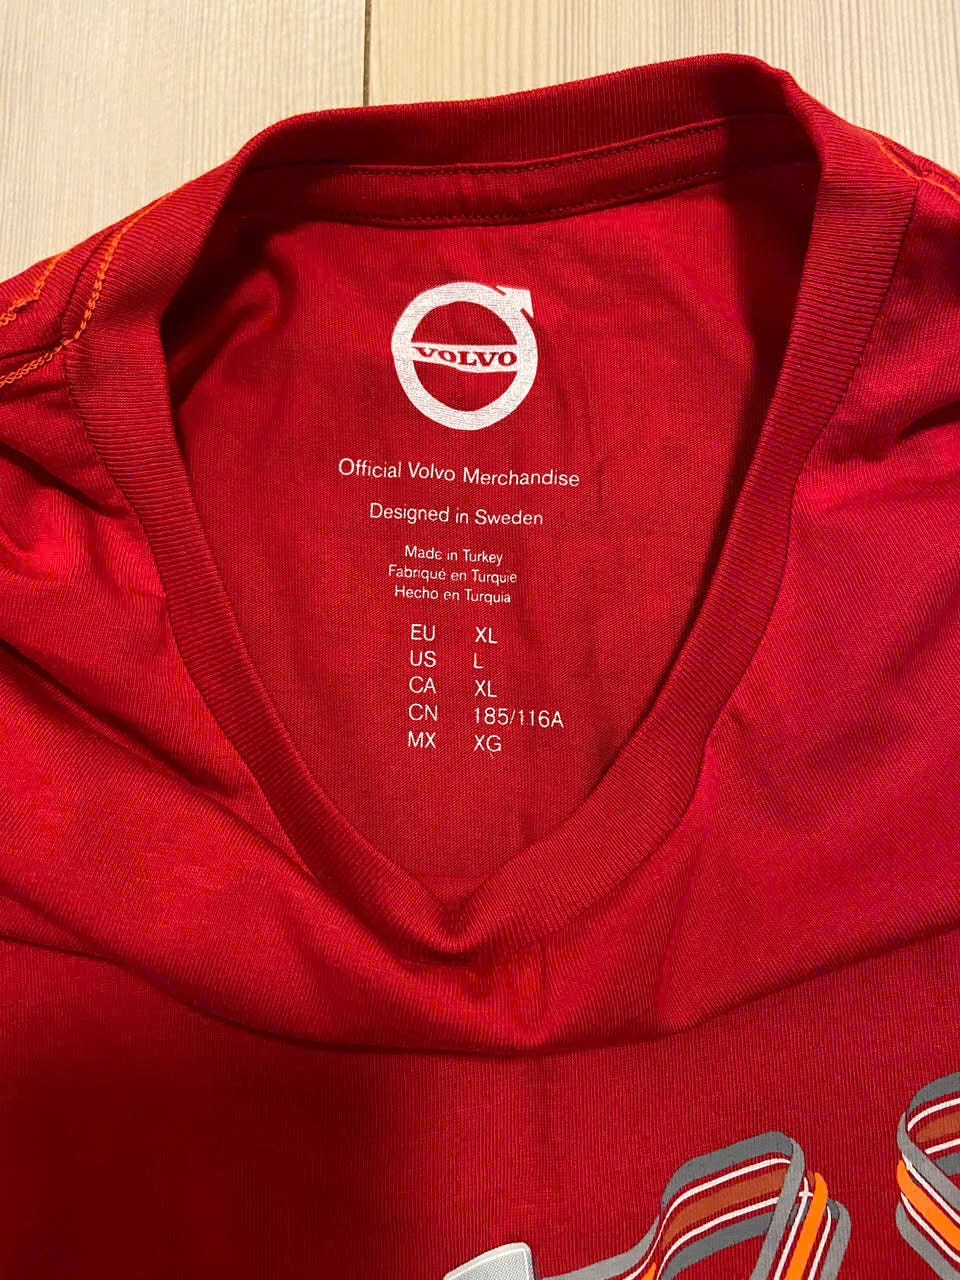 VOLVO
Official Volvo Merchandise
Designed in Sweden
Made in Turkey
Fabriqué en Turquie
Hecho en Turquia
EU XL
US L
CA XL
CN 185/116A
MX XG